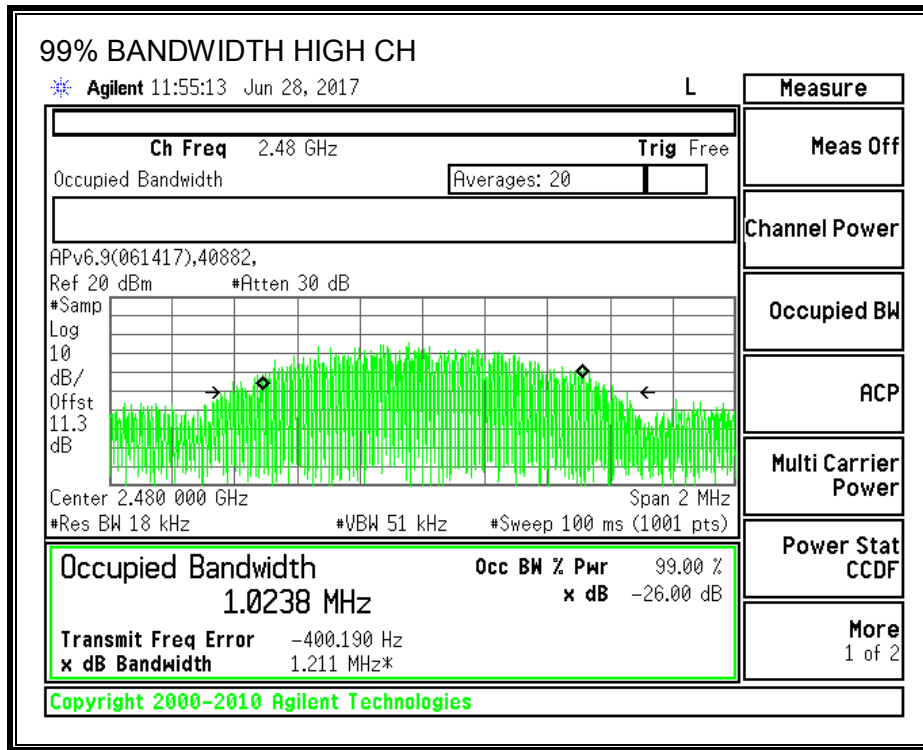 99% BANDWIDTH HIGH CH
Agilent 11:55:13 Jun 28, 2017 L
Measure
Ch Freq 2.48 GHz Trig Free
Occupied Bandwidth Averages: 20
APv6.9(061417),40882,
Ref 20 dBm #Atten 30 dB
#Samp
Log
10
dB/
Offst
11.3
dB
Center 2.480 000 GHz Span 2 MHz
#Res BW 18 kHz #VBW 51 kHz #Sweep 100 ms (1001 pts)
Occupied Bandwidth Occ BW % Pwr 99.00 %
1.0238 MHz x dB -26.00 dB
Transmit Freq Error -400.190 Hz
x dB Bandwidth 1.211 MHz*
Copyright 2000-2010 Agilent Technologies
Meas Off
Channel Power
Occupied BW
ACP
Multi Carrier
Power
Power Stat
CCDF
More
1 of 2